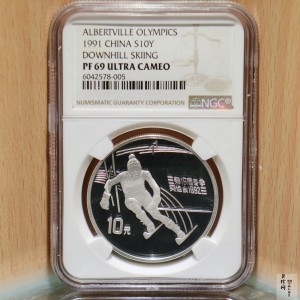 ALBERTVILLE OLYMPICS
1991 CHINA S10Y
DOWNHILL SKIING
PF 69 ULTRA CAMEO
6042578-005
NUMISMATIC GUARANTY CORPORATION
NGC
10元